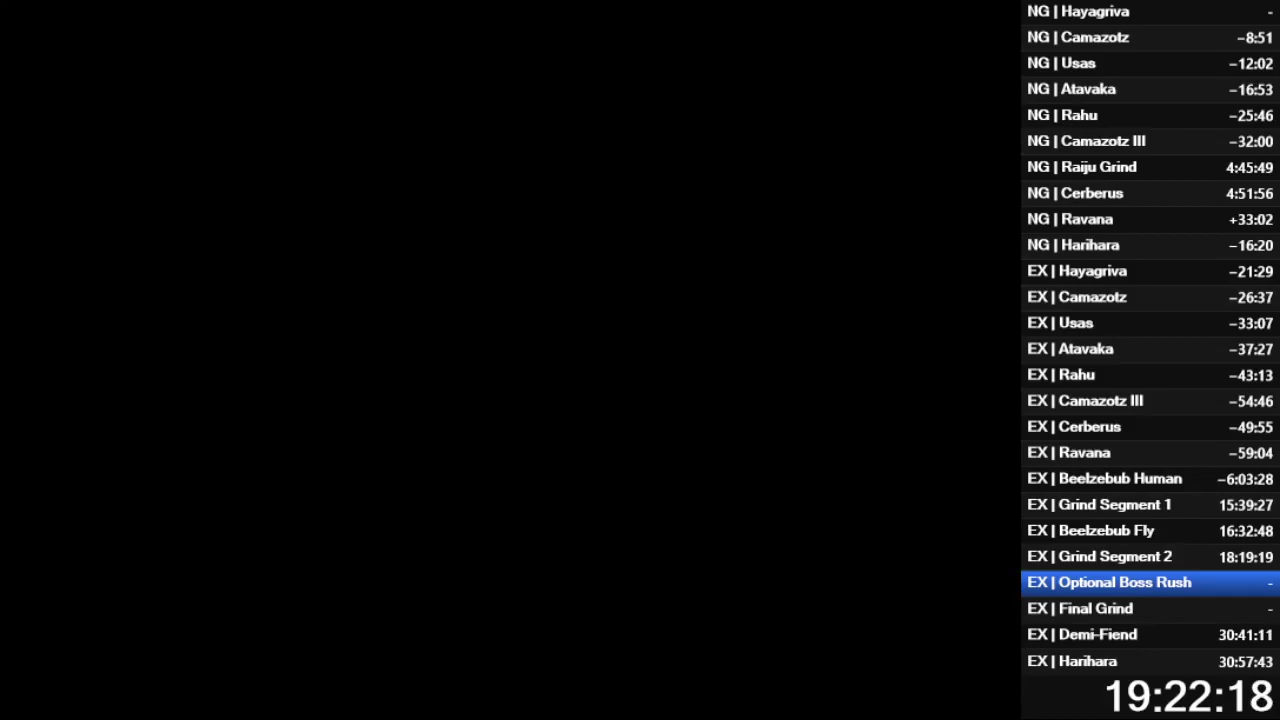 NG | Hayagriva -
NG | Camazotz −8:51
NG | Usas −12:02
NG | Atavaka −16:53
NG | Rahu −25:46
NG | Camazotz III −32:00
NG | Raiju Grind 4:45:49
NG | Cerberus 4:51:56
NG | Ravana +33:02
NG | Harihara −16:20
EX | Hayagriva −21:29
EX | Camazotz −26:37
EX | Usas −33:07
EX | Atavaka −37:27
EX | Rahu −43:13
EX | Camazotz III −54:46
EX | Cerberus −49:55
EX | Ravana −59:04
EX | Beelzebub Human −6:03:28
EX | Grind Segment 1 15:39:27
EX | Beelzebub Fly 16:32:48
EX | Grind Segment 2 18:19:19
EX | Optional Boss Rush -
EX | Final Grind -
EX | Demi-Fiend 30:41:11
EX | Harihara 30:57:43
19:22:18